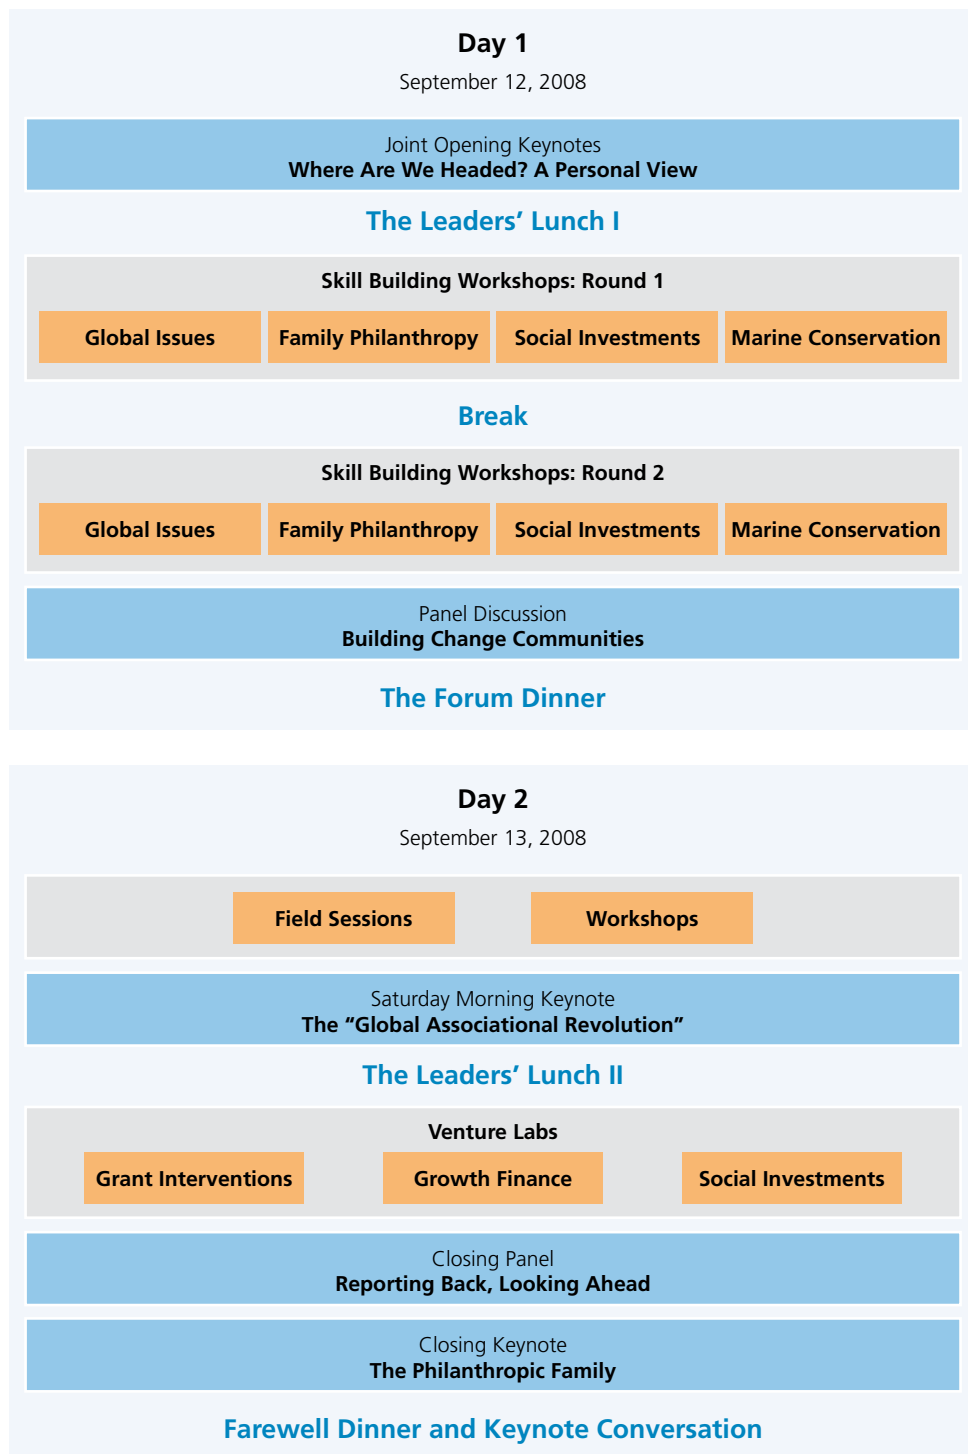 Day 1
September 12, 2008
Joint Opening Keynotes
Where Are We Headed? A Personal View
The Leaders’ Lunch I
Skill Building Workshops: Round 1
Global Issues
Family Philanthropy
Social Investments
Marine Conservation
Break
Skill Building Workshops: Round 2
Global Issues
Family Philanthropy
Social Investments
Marine Conservation
Panel Discussion
Building Change Communities
The Forum Dinner
Day 2
September 13, 2008
Field Sessions
Workshops
Saturday Morning Keynote
The “Global Associational Revolution”
The Leaders’ Lunch II
Venture Labs
Grant Interventions
Growth Finance
Social Investments
Closing Panel
Reporting Back, Looking Ahead
Closing Keynote
The Philanthropic Family
Farewell Dinner and Keynote Conversation